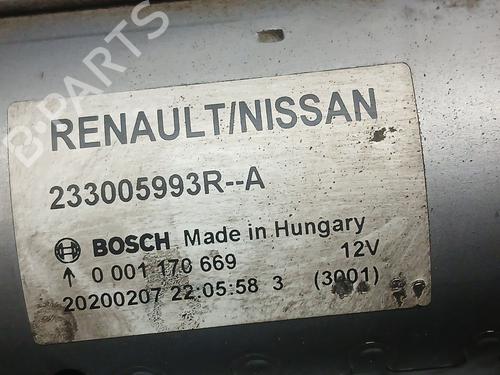 B-PARTS
RENAULT/NISSAN
233005993R--A
BOSCH Made in Hungary
↑ 0 001 170 669 12V
20200207 22:05:58 3 (3001)